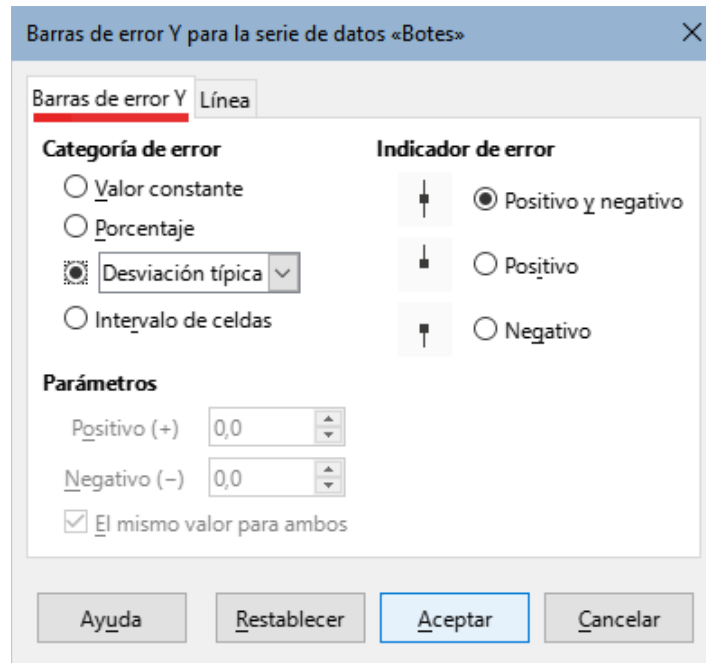 Barras de error Y para la serie de datos «Botes»
Barras de error Y Línea
Categoría de error
Valor constante
Porcentaje
Desviación típica
Intervalo de celdas
Indicador de error
Positivo y negativo
Positivo
Negativo
Parámetros
Positivo (+) 0,0
Negativo (−) 0,0
El mismo valor para ambos
Ayuda Restablecer Aceptar Cancelar